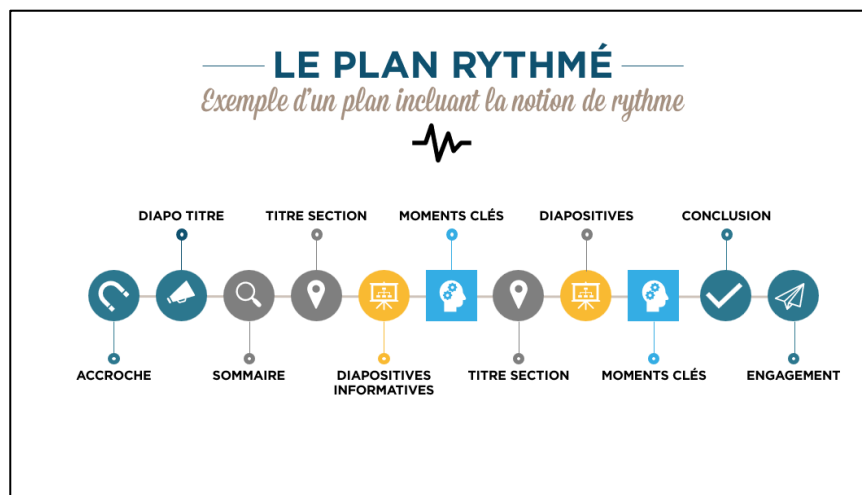 LE PLAN RYTHMÉ
Exemple d'un plan incluant la notion de rythme
DIAPO TITRE
TITRE SECTION
MOMENTS CLÉS
DIAPOSITIVES
CONCLUSION
ACCROCHE
SOMMAIRE
DIAPOSITIVES
INFORMATIVES
TITRE SECTION
MOMENTS CLÉS
ENGAGEMENT